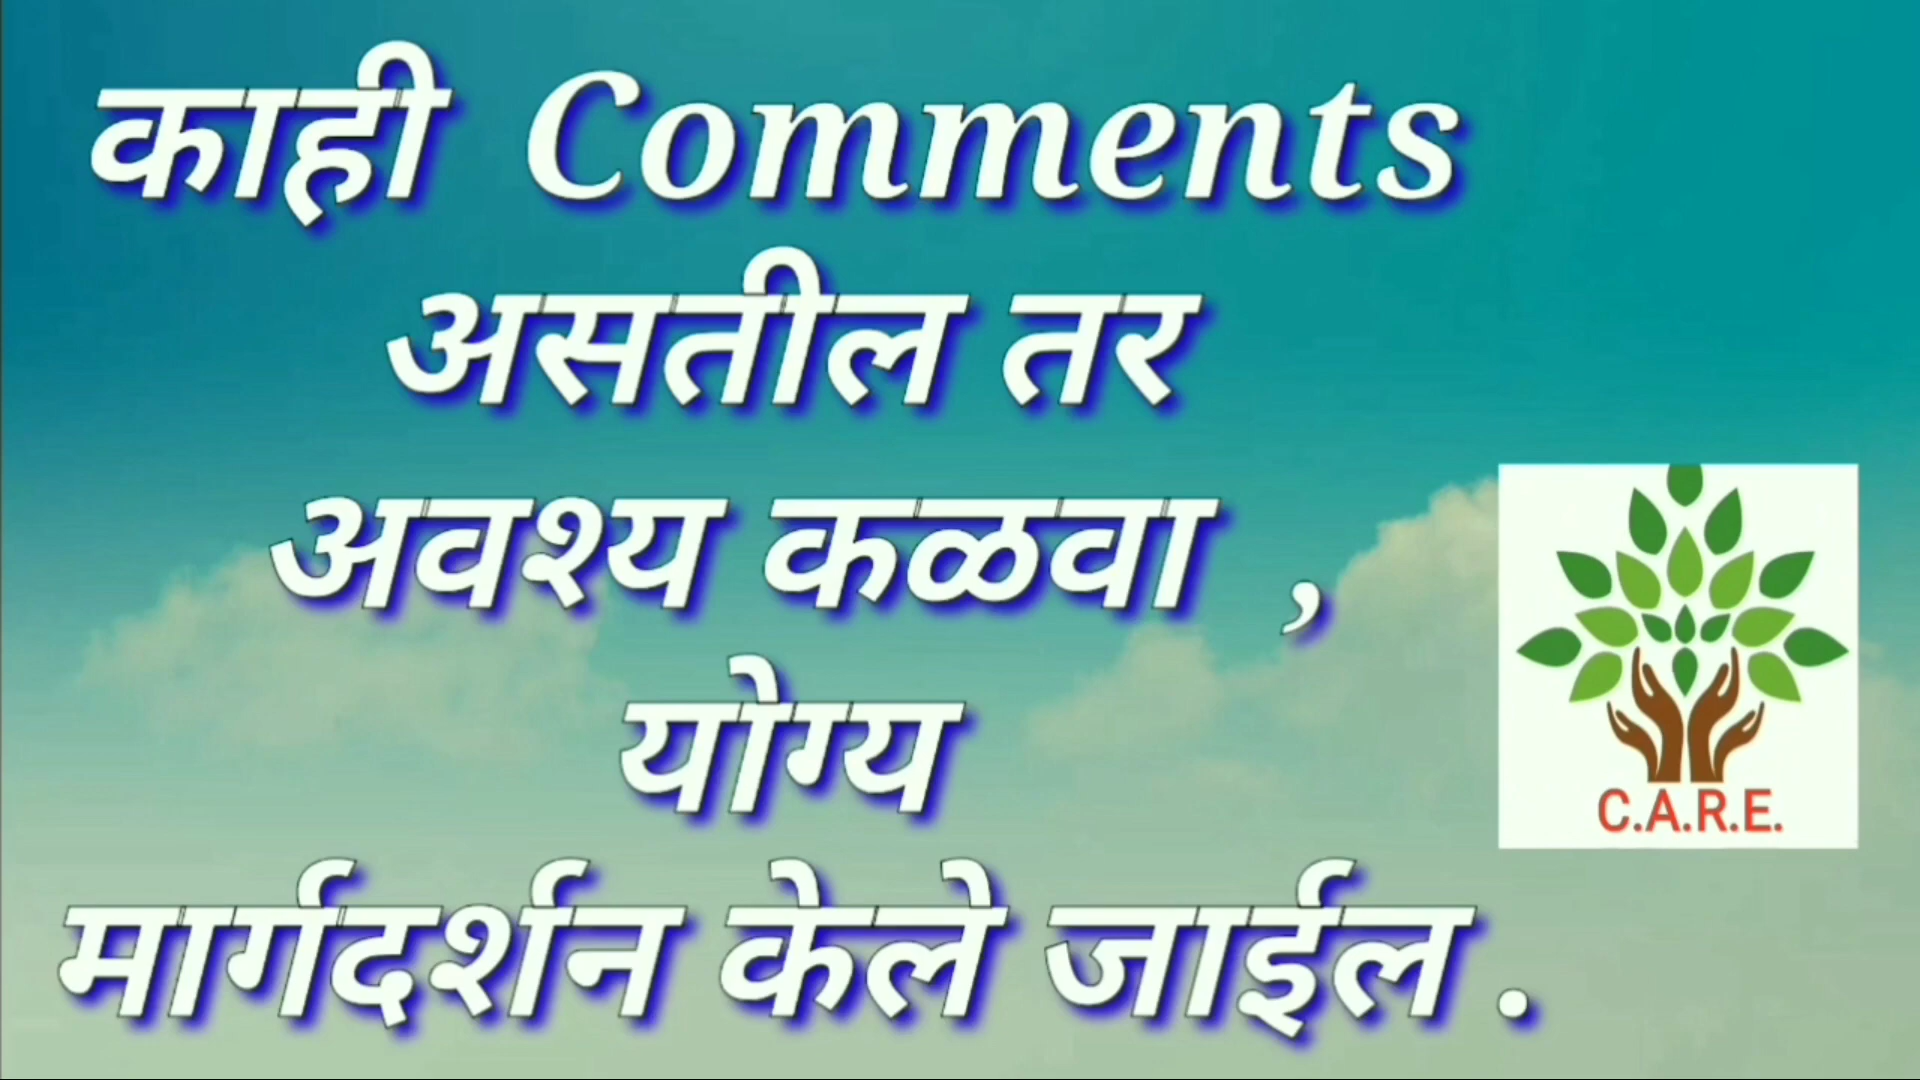 काही Comments
असतील तर
अवश्य कळवा ,
योग्य
मार्गदर्शन केले जाईल .
C.A.R.E.